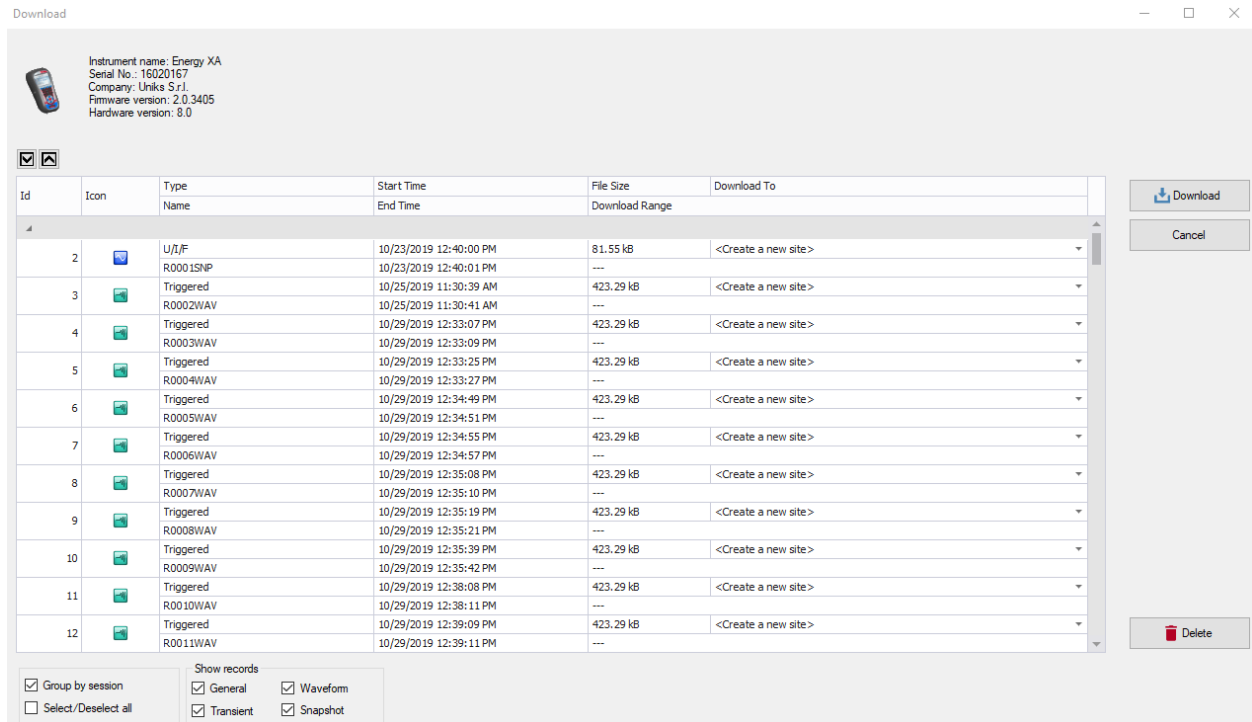 Download
Instrument name: Energy XA
Serial No.: 16020167
Company: Uniks S.r.l.
Firmware version: 2.0.3405
Hardware version: 8.0
Id Icon Type Start Time File Size Download To
Name End Time Download Range
2 U/I/F 10/23/2019 12:40:00 PM 81.55 kB <Create a new site>
R0001SNP 10/23/2019 12:40:01 PM ---
3 Triggered 10/25/2019 11:30:39 AM 423.29 kB <Create a new site>
R0002WAV 10/25/2019 11:30:41 AM ---
4 Triggered 10/29/2019 12:33:07 PM 423.29 kB <Create a new site>
R0003WAV 10/29/2019 12:33:09 PM ---
5 Triggered 10/29/2019 12:33:25 PM 423.29 kB <Create a new site>
R0004WAV 10/29/2019 12:33:27 PM ---
6 Triggered 10/29/2019 12:34:49 PM 423.29 kB <Create a new site>
R0005WAV 10/29/2019 12:34:51 PM ---
7 Triggered 10/29/2019 12:34:55 PM 423.29 kB <Create a new site>
R0006WAV 10/29/2019 12:34:57 PM ---
8 Triggered 10/29/2019 12:35:08 PM 423.29 kB <Create a new site>
R0007WAV 10/29/2019 12:35:10 PM ---
9 Triggered 10/29/2019 12:35:19 PM 423.29 kB <Create a new site>
R0008WAV 10/29/2019 12:35:21 PM ---
10 Triggered 10/29/2019 12:35:39 PM 423.29 kB <Create a new site>
R0009WAV 10/29/2019 12:35:42 PM ---
11 Triggered 10/29/2019 12:38:08 PM 423.29 kB <Create a new site>
R0010WAV 10/29/2019 12:38:11 PM ---
12 Triggered 10/29/2019 12:39:09 PM 423.29 kB <Create a new site>
R0011WAV 10/29/2019 12:39:11 PM ---
Download
Cancel
Delete
Group by session
Select/Deselect all
Show records
General Waveform
Transient Snapshot